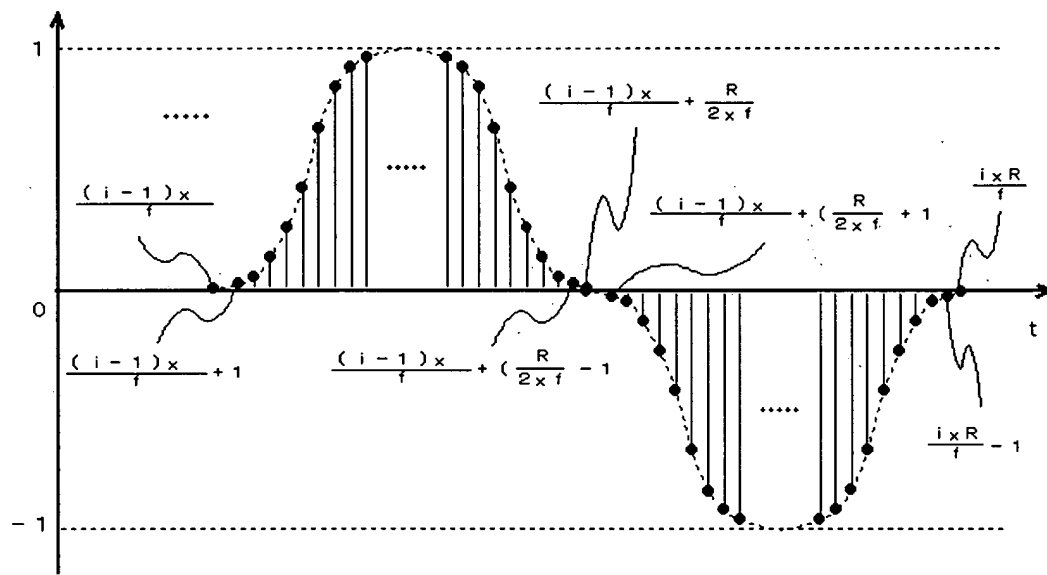 1
.....
( i - 1 ) x / f + R / 2 x f
.....
( i - 1 ) x / f
i x R / f
( i - 1 ) x / f + ( R / 2 x f + 1
0
t
( i - 1 ) x / f + 1
( i - 1 ) x / f + ( R / 2 x f - 1
.....
i x R / f - 1
- 1